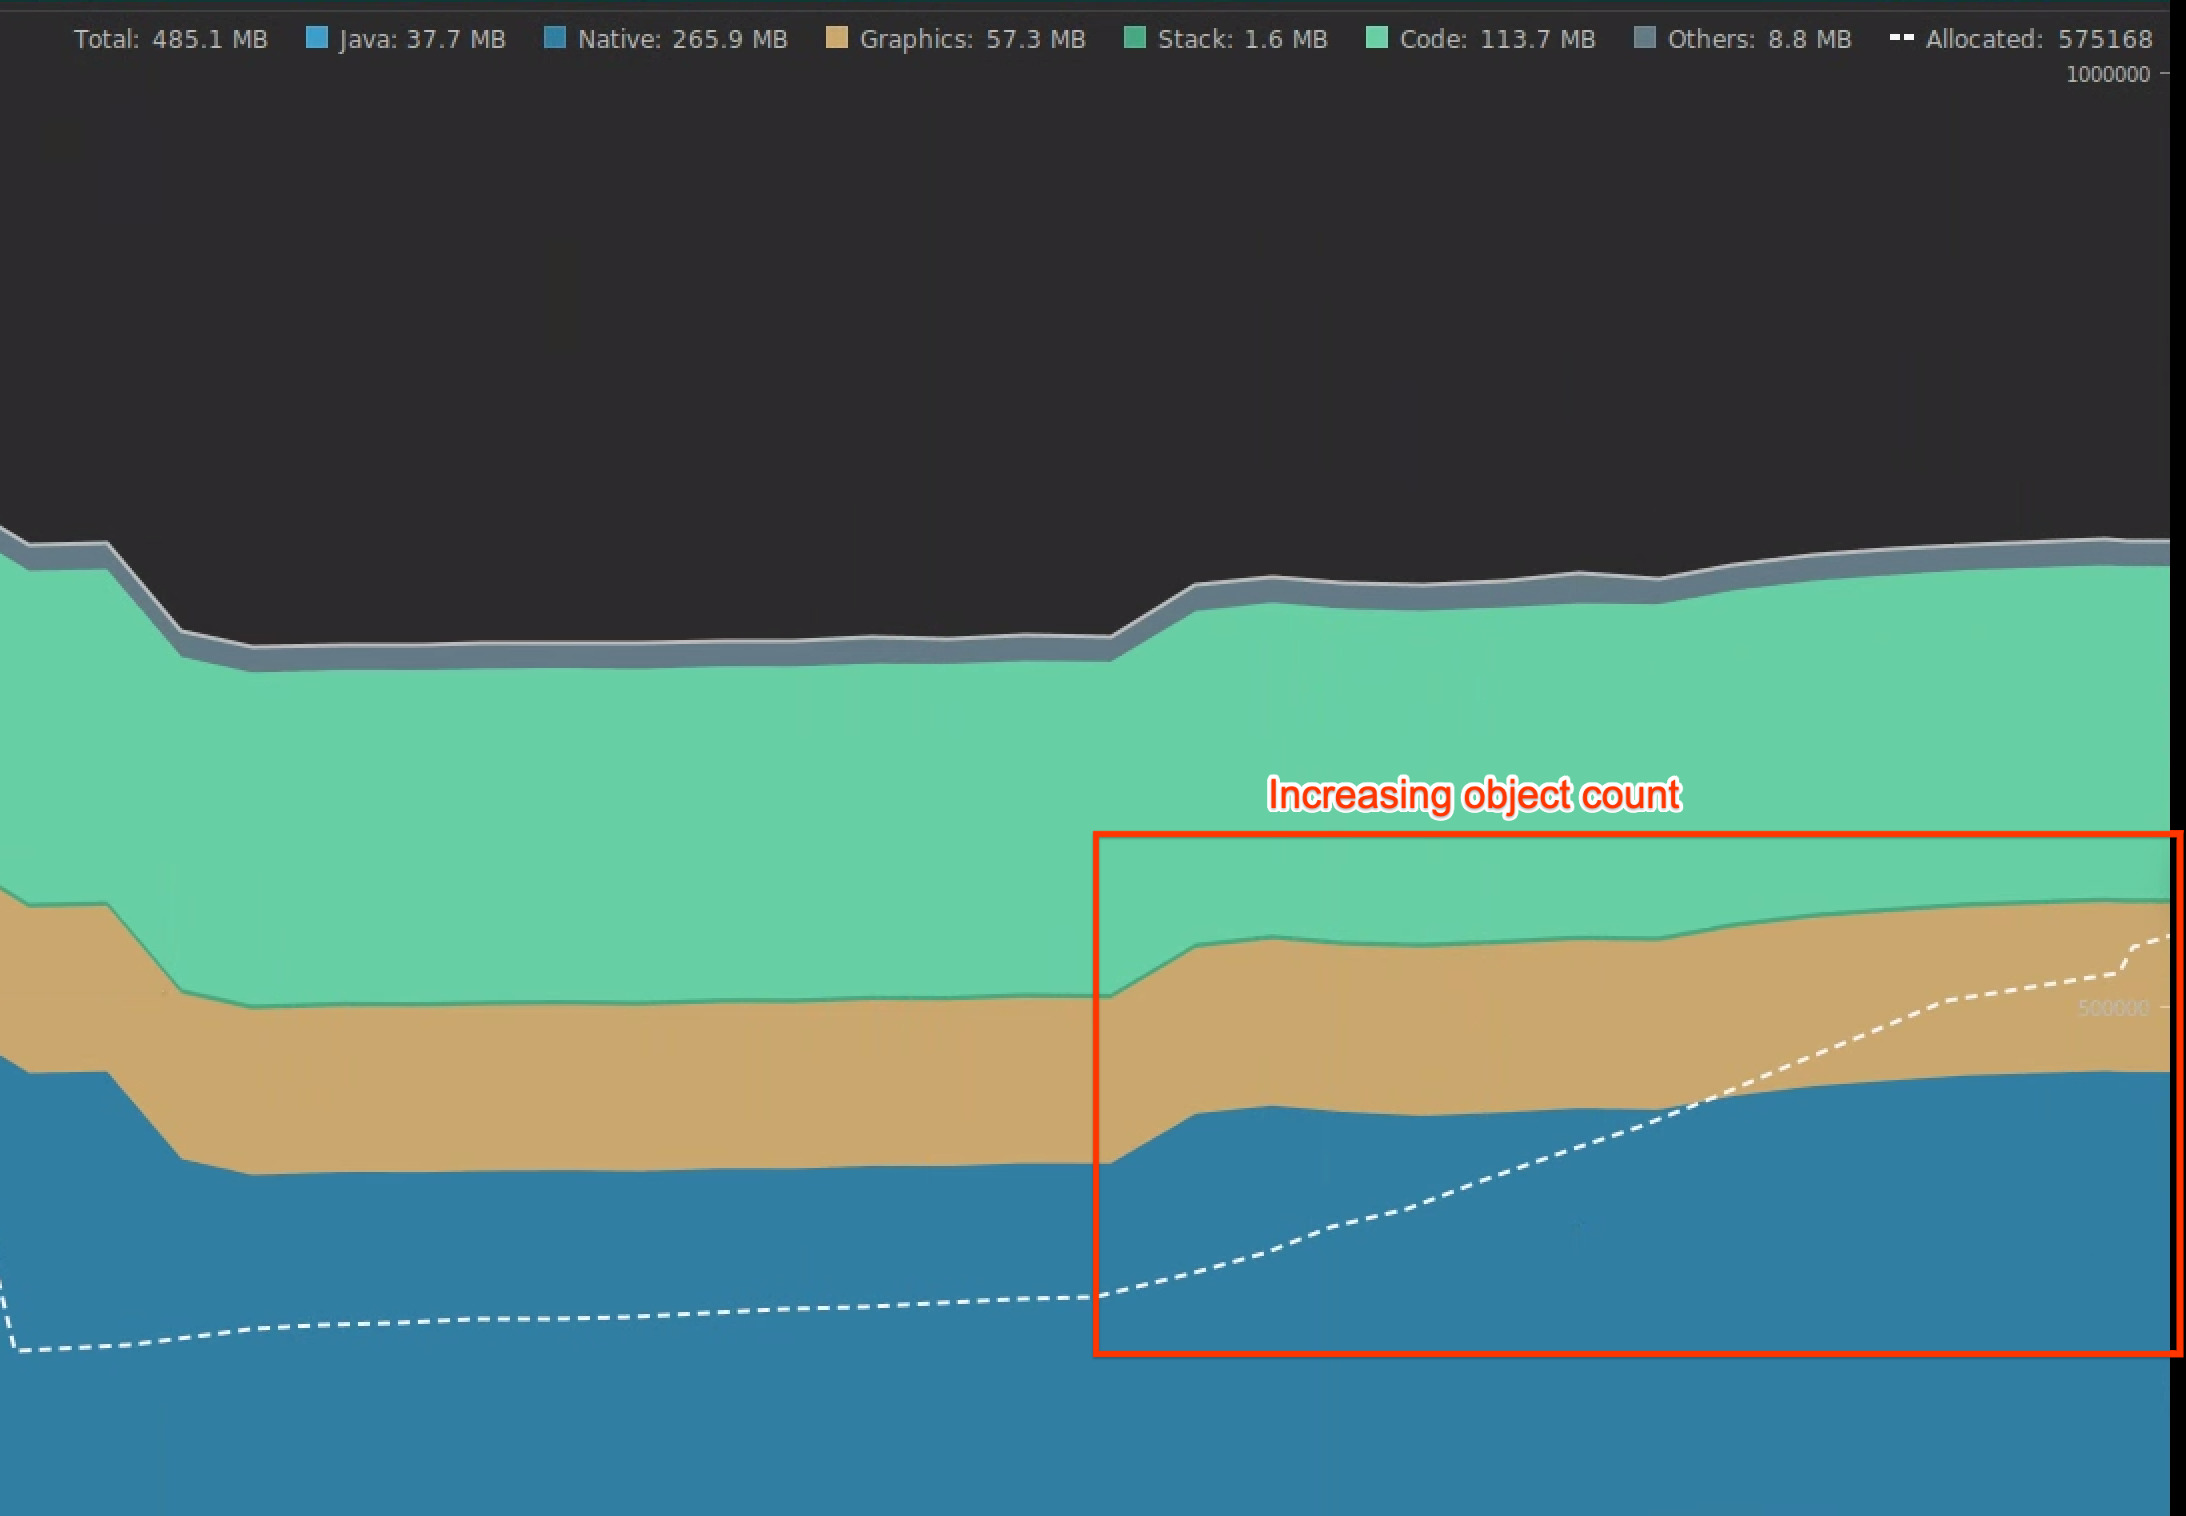 Total: 485.1 MB Java: 37.7 MB Native: 265.9 MB Graphics: 57.3 MB Stack: 1.6 MB Code: 113.7 MB Others: 8.8 MB Allocated: 575168
1000000
Increasing object count
500000